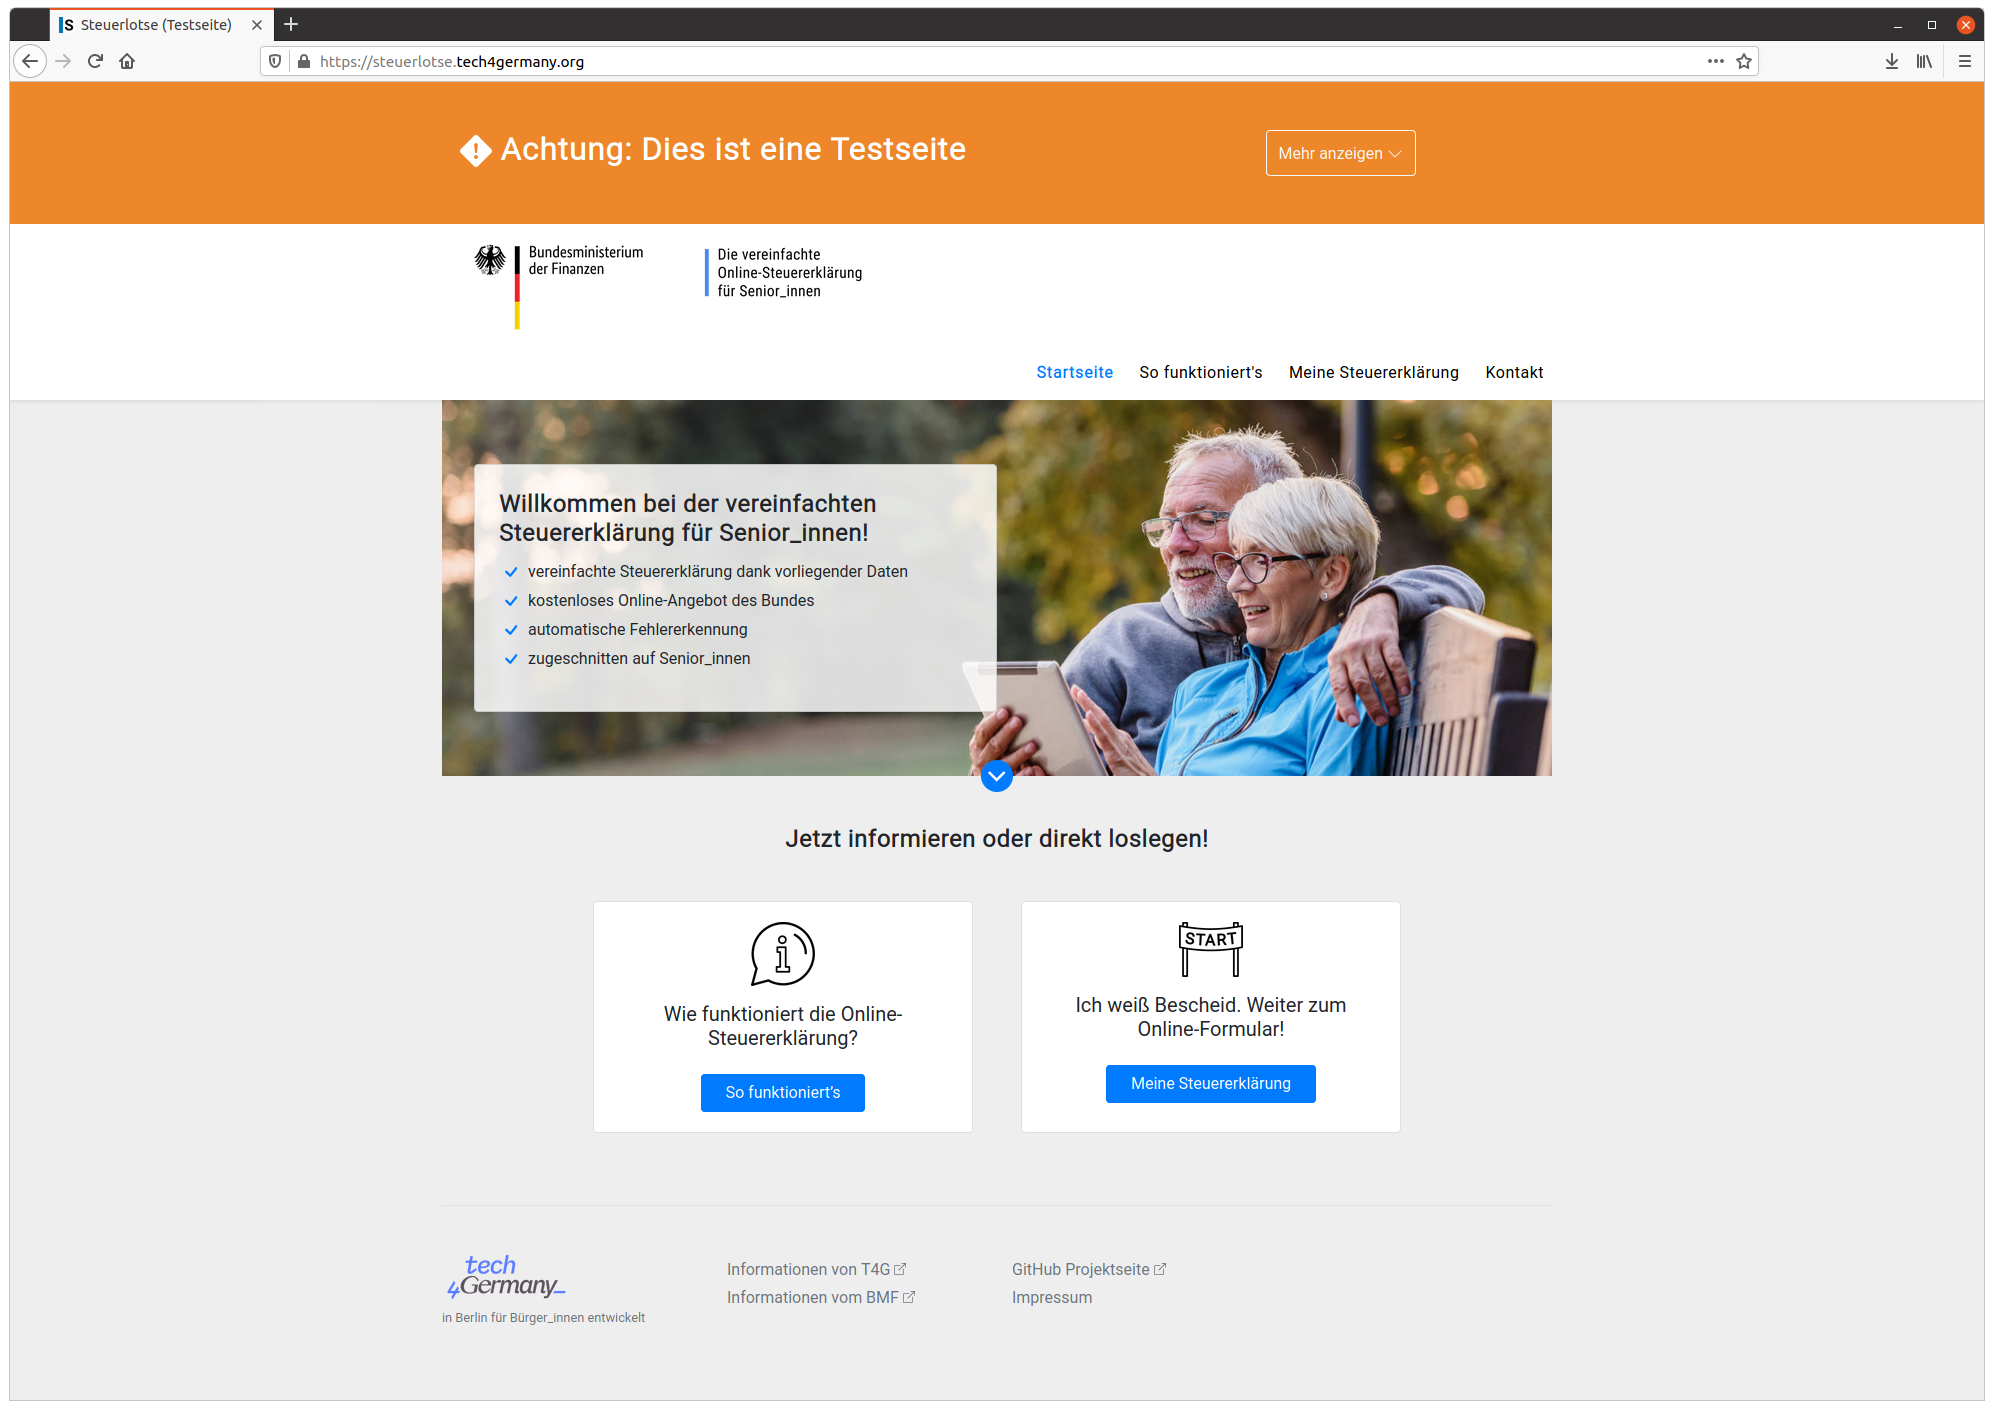 Steuerlotse (Testseite)
https://steuerlotse.tech4germany.org
Achtung: Dies ist eine Testseite
Mehr anzeigen
Bundesministerium
der Finanzen
Die vereinfachte
Online-Steuererklärung
für Senior_innen
Startseite So funktioniert's Meine Steuererklärung Kontakt
Willkommen bei der vereinfachten
Steuererklärung für Senior_innen!
vereinfachte Steuererklärung dank vorliegender Daten
kostenloses Online-Angebot des Bundes
automatische Fehlererkennung
zugeschnitten auf Senior_innen
Jetzt informieren oder direkt loslegen!
Wie funktioniert die Online-
Steuererklärung?
So funktioniert’s
START
Ich weiß Bescheid. Weiter zum
Online-Formular!
Meine Steuererklärung
tech
4Germany_
in Berlin für Bürger_innen entwickelt
Informationen von T4G
Informationen vom BMF
GitHub Projektseite
Impressum